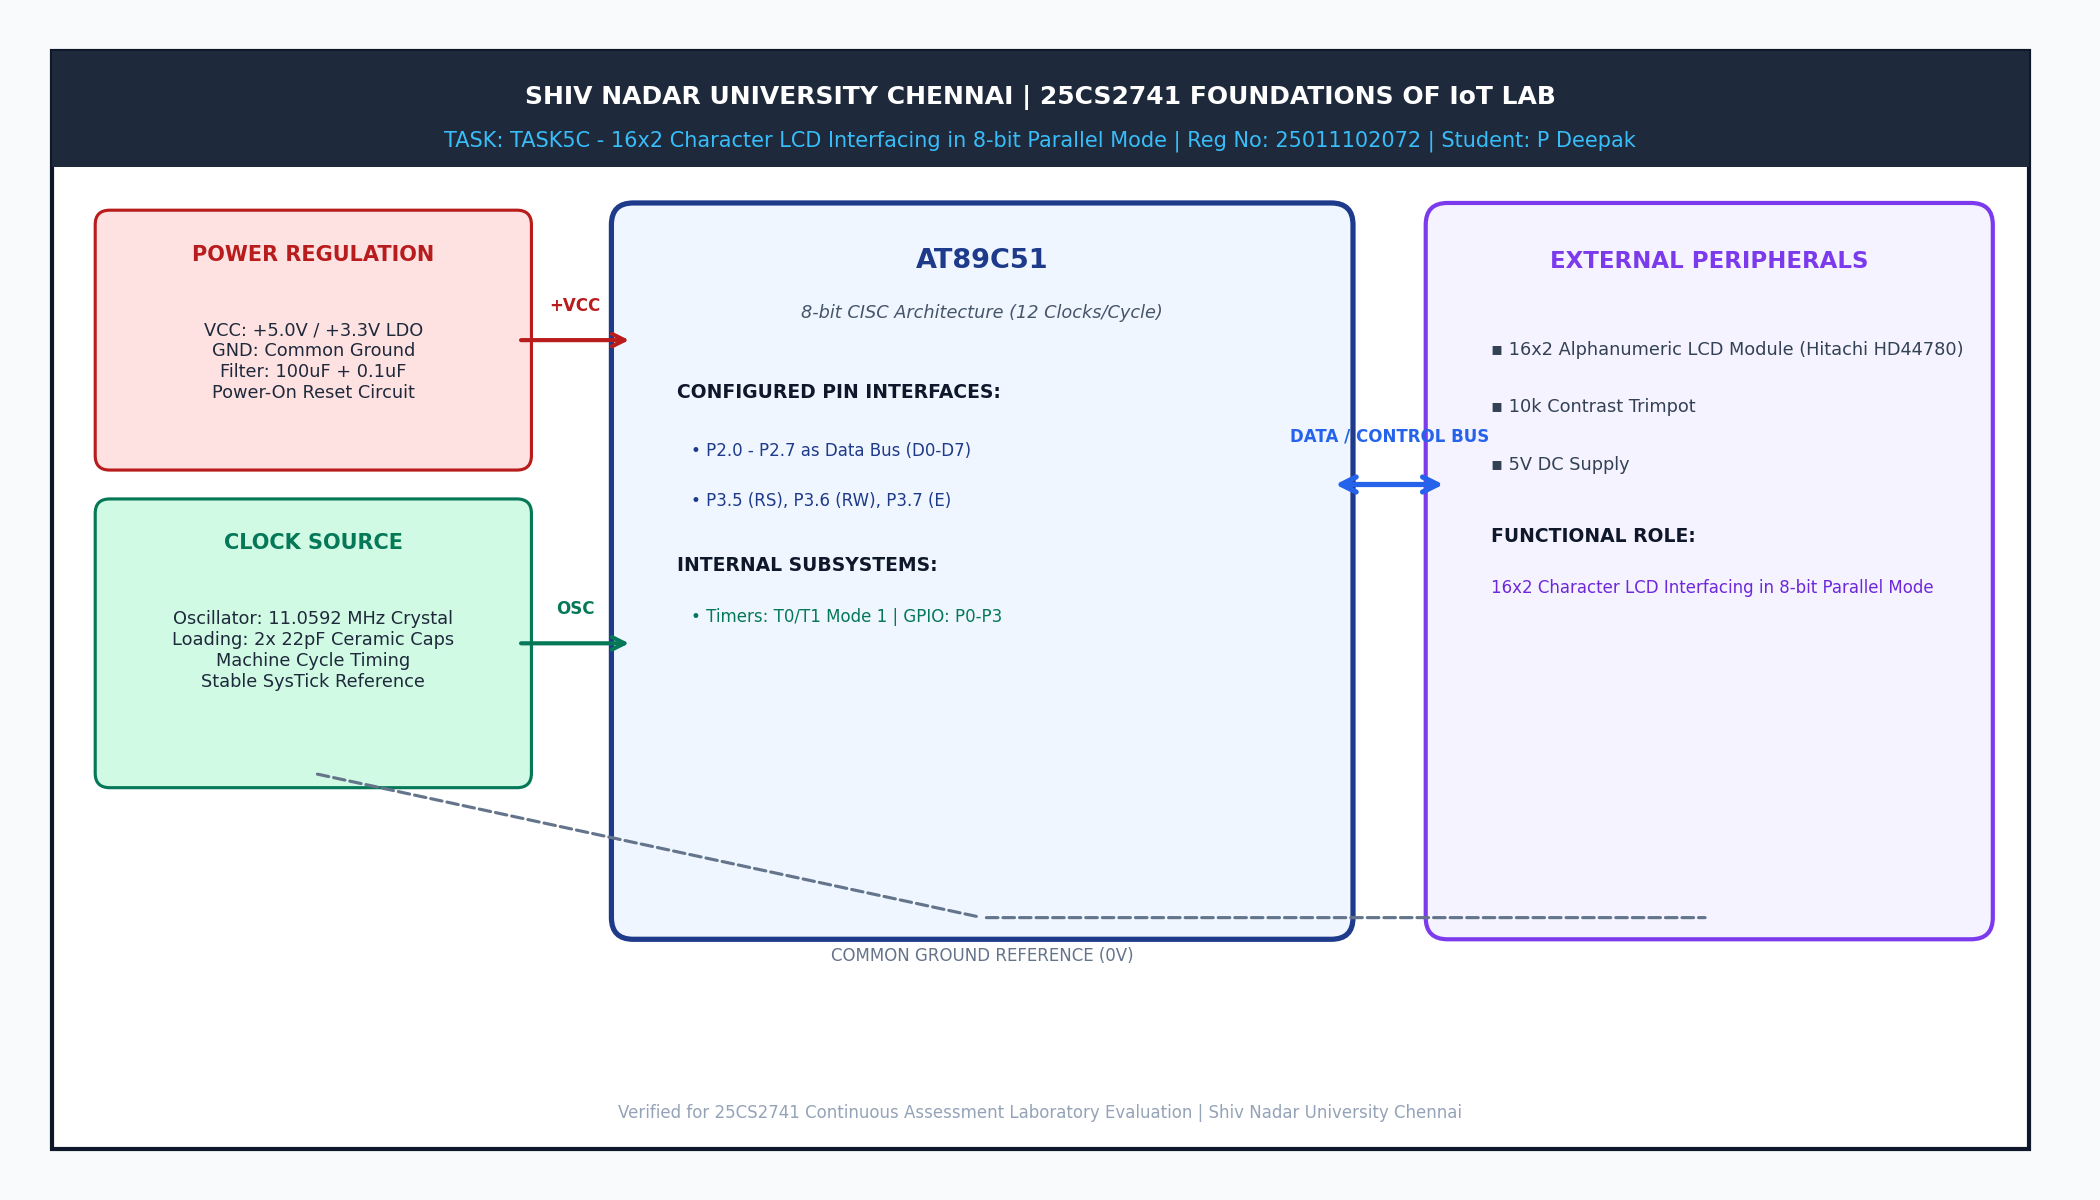 SHIV NADAR UNIVERSITY CHENNAI | 25CS2741 FOUNDATIONS OF IoT LAB
TASK: TASK5C - 16x2 Character LCD Interfacing in 8-bit Parallel Mode | Reg No: 25011102072 | Student: P Deepak
POWER REGULATION
VCC: +5.0V / +3.3V LDO
GND: Common Ground
Filter: 100uF + 0.1uF
Power-On Reset Circuit
+VCC
CLOCK SOURCE
Oscillator: 11.0592 MHz Crystal
Loading: 2x 22pF Ceramic Caps
Machine Cycle Timing
Stable SysTick Reference
OSC
AT89C51
8-bit CISC Architecture (12 Clocks/Cycle)
CONFIGURED PIN INTERFACES:
• P2.0 - P2.7 as Data Bus (D0-D7)
• P3.5 (RS), P3.6 (RW), P3.7 (E)
INTERNAL SUBSYSTEMS:
• Timers: T0/T1 Mode 1 | GPIO: P0-P3
DATA / CONTROL BUS
EXTERNAL PERIPHERALS
▪ 16x2 Alphanumeric LCD Module (Hitachi HD44780)
▪ 10k Contrast Trimpot
▪ 5V DC Supply
FUNCTIONAL ROLE:
16x2 Character LCD Interfacing in 8-bit Parallel Mode
COMMON GROUND REFERENCE (0V)
Verified for 25CS2741 Continuous Assessment Laboratory Evaluation | Shiv Nadar University Chennai